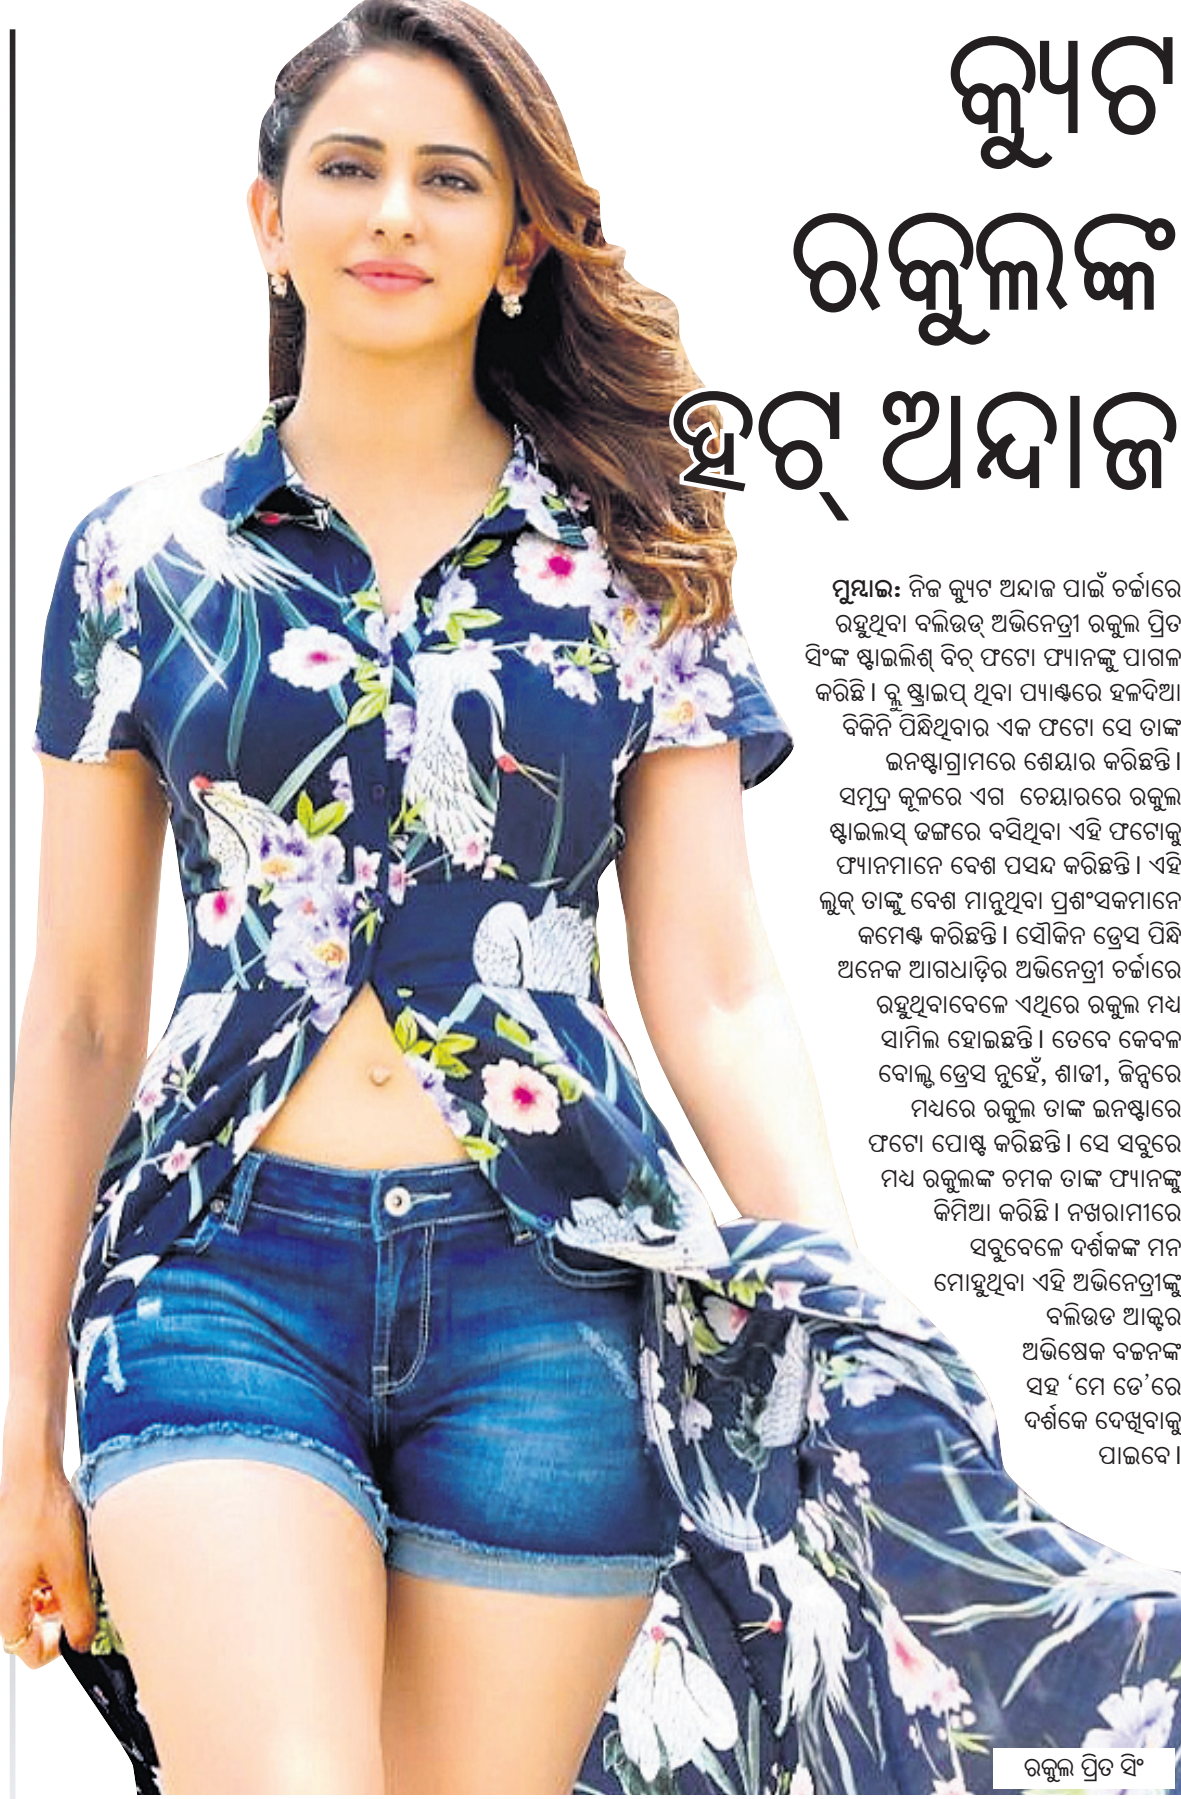 କ୍ୟୁଟ
ରକୁଲଙ୍କ
ହଟ୍ ଅନ୍ଦାଜ
ମୁମ୍ବାଇ: ନିଜ କ୍ୟୁଟ ଅନ୍ଦାଜ ପାଇଁ ଚର୍ଚ୍ଚାରେ
ରହୁଥିବା ବଲିଉଡ୍ ଅଭିନେତ୍ରୀ ରକୁଲ ପ୍ରିତ
ସିଂଙ୍କ ଷ୍ଟାଇଲିଶ୍ ବିଚ୍ ଫଟୋ ଫ୍ୟାନଙ୍କୁ ପାଗଳ
କରିଛି। ବ୍ଲୁ ଷ୍ଟ୍ରାଇପ୍ ଥିବା ପ୍ୟାଣ୍ଟରେ ହଳଦିଆ
ବିକିନି ପିନ୍ଧିଥିବାର ଏକ ଫଟୋ ସେ ତାଙ୍କ
ଇନଷ୍ଟାଗ୍ରାମରେ ଶେୟାର କରିଛନ୍ତି।
ସମୂଦ୍ର କୂଳରେ ଏଗ ଚେୟାରରେ ରକୁଲ
ଷ୍ଟାଇଲସ୍ ଢଙ୍ଗରେ ବସିଥିବା ଏହି ଫଟୋକୁ
ଫ୍ୟାନମାନେ ବେଶ ପସନ୍ଦ କରିଛନ୍ତି। ଏହି
ଲୁକ୍ ତାଙ୍କୁ ବେଶ ମାନୁଥିବା ପ୍ରଶଂସକମାନେ
କମେଣ୍ଟ କରିଛନ୍ତି। ସୌକିନ ଡ୍ରେସ ପିନ୍ଧି
ଅନେକ ଆଗଧାଡ଼ିର ଅଭିନେତ୍ରୀ ଚର୍ଚ୍ଚାରେ
ରହୁଥିବାବେଳେ ଏଥିରେ ରକୁଲ ମଧ୍ୟ
ସାମିଲ ହୋଇଛନ୍ତି। ତେବେ କେବଳ
ବୋଲ୍ଡ ଡ୍ରେସ ନୁହେଁ, ଶାଢୀ, ଜିନ୍ସରେ
ମଧ୍ୟରେ ରକୁଲ ତାଙ୍କ ଇନଷ୍ଟାରେ
ଫଟୋ ପୋଷ୍ଟ କରିଛନ୍ତି। ସେ ସବୁରେ
ମଧ୍ୟ ରକୁଲଙ୍କ ଚମକ ତାଙ୍କ ଫ୍ୟାନଙ୍କୁ
କିମିଆ କରିଛି। ନଖରାମୀରେ
ସବୁବେଳେ ଦର୍ଶକଙ୍କ ମନ
ମୋହୁଥିବା ଏହି ଅଭିନେତ୍ରୀଙ୍କୁ
ବଲିଉଡ ଆକ୍ଟର
ଅଭିଷେକ ବଚ୍ଚନଙ୍କ
ସହ ‘ମେ ଡେ’ରେ
ଦର୍ଶକେ ଦେଖିବାକୁ
ପାଇବେ।
ରକୁଲ ପ୍ରିତ ସିଂ